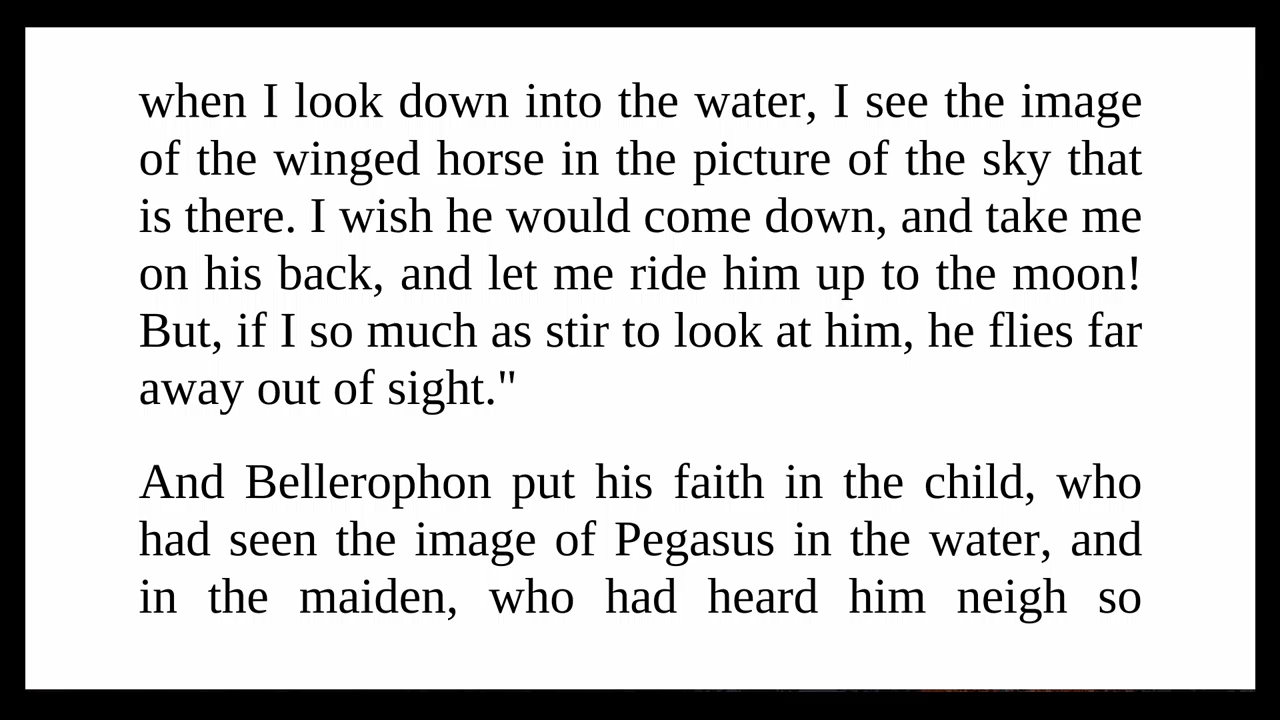 when I look down into the water, I see the image
of the winged horse in the picture of the sky that
is there. I wish he would come down, and take me
on his back, and let me ride him up to the moon!
But, if I so much as stir to look at him, he flies far
away out of sight."
And Bellerophon put his faith in the child, who
had seen the image of Pegasus in the water, and
in the maiden, who had heard him neigh so